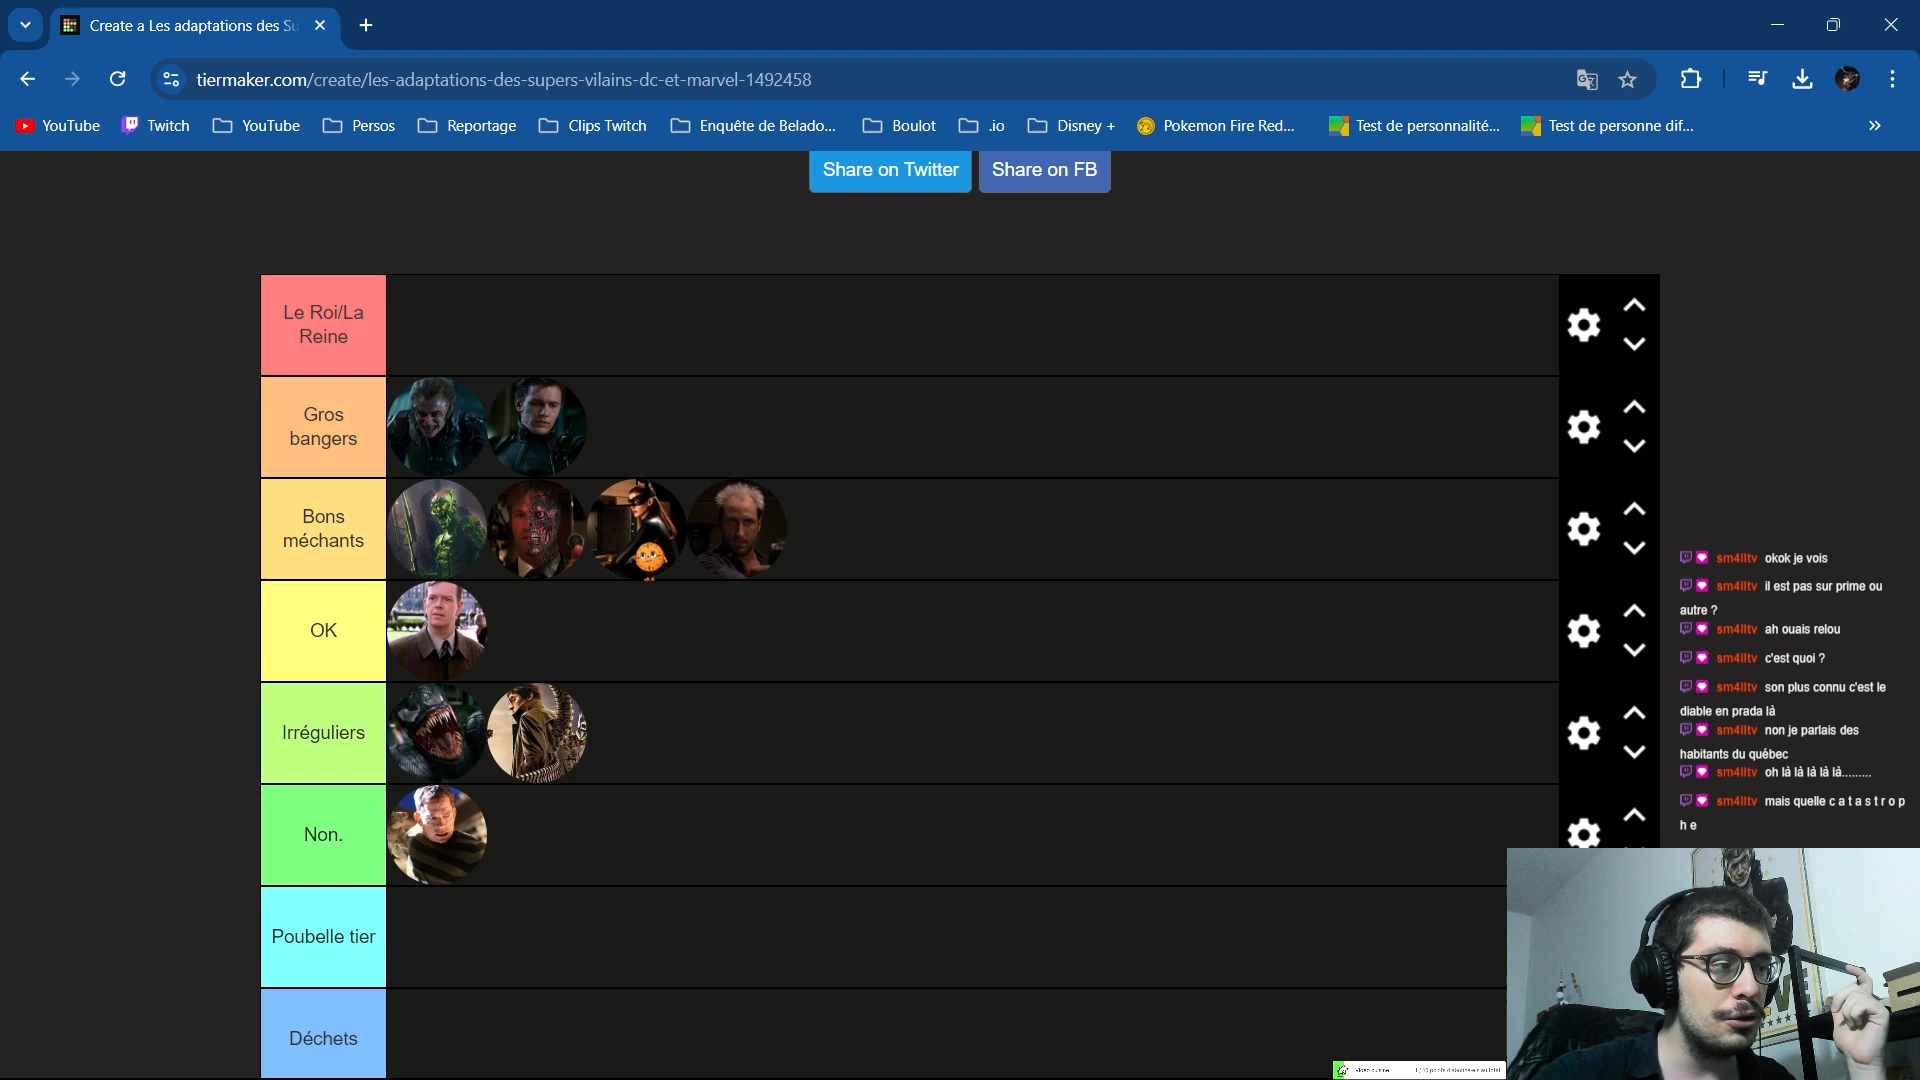 Create a Les adaptations des Su
tiermaker.com/create/les-adaptations-des-supers-vilains-dc-et-marvel-1492458
YouTube
Twitch
YouTube
Persos
Reportage
Clips Twitch
Enquête de Belado...
Boulot
.io
Disney +
Pokemon Fire Red...
Test de personnalité...
Test de personne dif...
Share on Twitter
Share on FB
Le Roi/La
Reine
Gros
bangers
Bons
méchants
OK
Irréguliers
Non.
Poubelle tier
Déchets
sm4lltv okok je vois
sm4lltv il est pas sur prime ou
autre ?
sm4lltv ah ouais relou
sm4lltv c'est quoi ?
sm4lltv son plus connu c'est le
diable en prada là
sm4lltv non je parlais des
habitants du québec
sm4lltv oh là là là là là.........
sm4lltv mais quelle c a t a s t r o p
h e